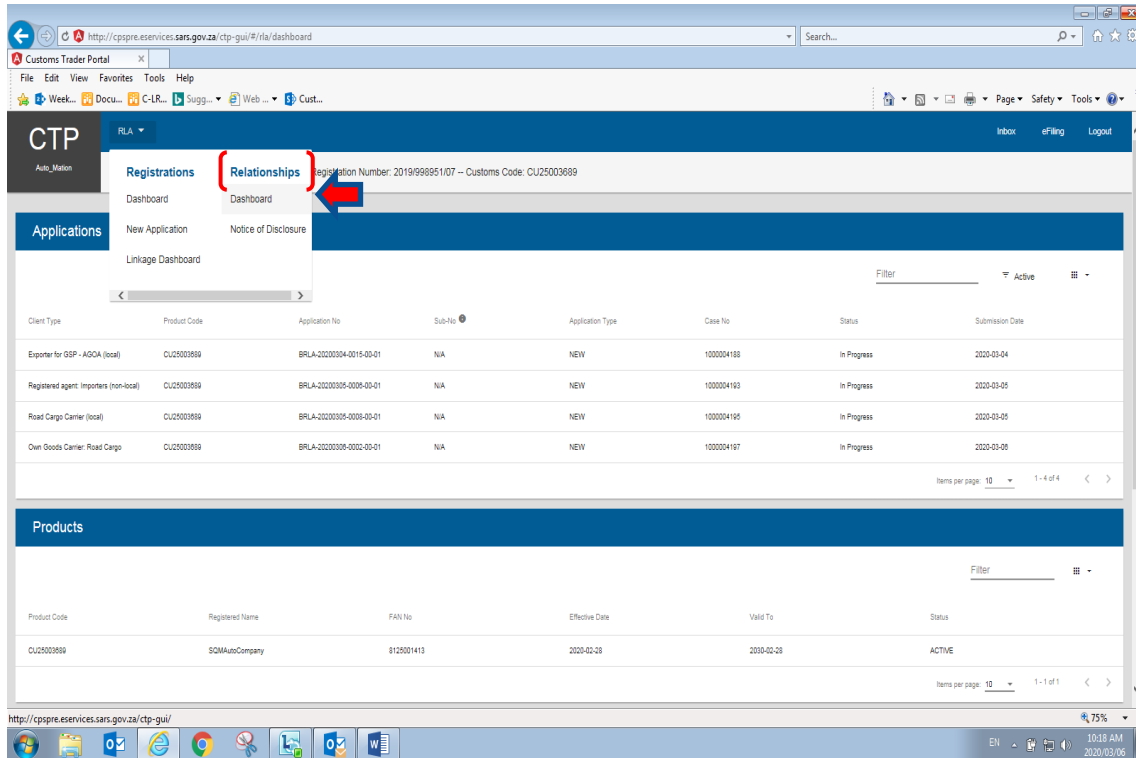 http://cpspre.eservices.sars.gov.za/ctp-gui/#/rla/dashboard
Search...
Customs Trader Portal
File Edit View Favorites Tools Help
Week... Docu... C-LR... Sugg... Web ... Cust...
Page Safety Tools
CTP
Auto_Mation
RLA
Inbox eFiling Logout
Registration Number: 2019/998951/07 -- Customs Code: CU25003689
Registrations Relationships
Dashboard Dashboard
New Application Notice of Disclosure
Linkage Dashboard
Applications
Filter Active
Client Type Product Code Application No Sub-No Application Type Case No Status Submission Date
Exporter for GSP - AGOA (local) CU25003689 BRLA-20200304-0015-00-01 N/A NEW 1000004188 In Progress 2020-03-04
Registered agent: Importers (non-local) CU25003689 BRLA-20200305-0006-00-01 N/A NEW 1000004193 In Progress 2020-03-05
Road Cargo Carrier (local) CU25003689 BRLA-20200305-0008-00-01 N/A NEW 1000004195 In Progress 2020-03-05
Own Goods Carrier: Road Cargo CU25003689 BRLA-20200306-0002-00-01 N/A NEW 1000004197 In Progress 2020-03-06
Items per page: 10 1 - 4 of 4
Products
Filter
Product Code Registered Name FAN No Effective Date Valid To Status
CU25003689 SQMAutoCompany 8125001413 2020-02-28 2030-02-28 ACTIVE
Items per page: 10 1 - 1 of 1
http://cpspre.eservices.sars.gov.za/ctp-gui/
75%
EN
10:18 AM
2020/03/06